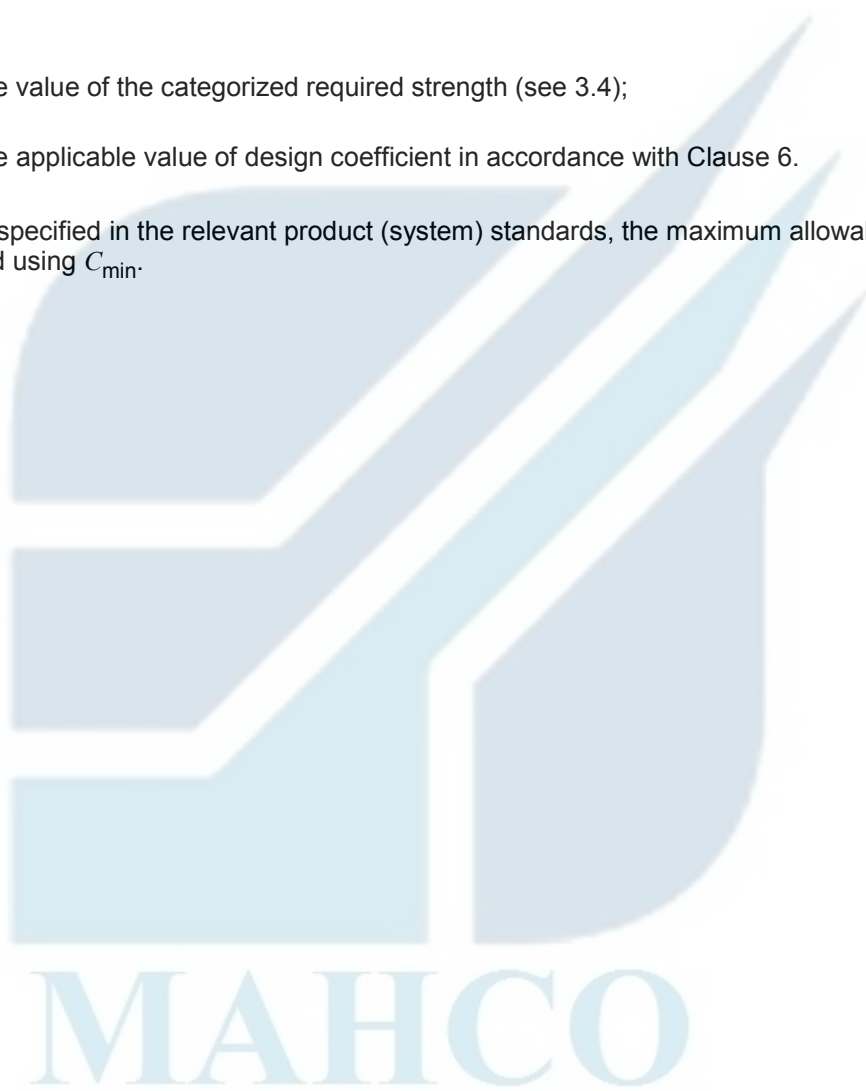 e value of the categorized required strength (see 3.4);
e applicable value of design coefficient in accordance with Clause 6.
specified in the relevant product (system) standards, the maximum allowa
d using Cmin.
MAHCO